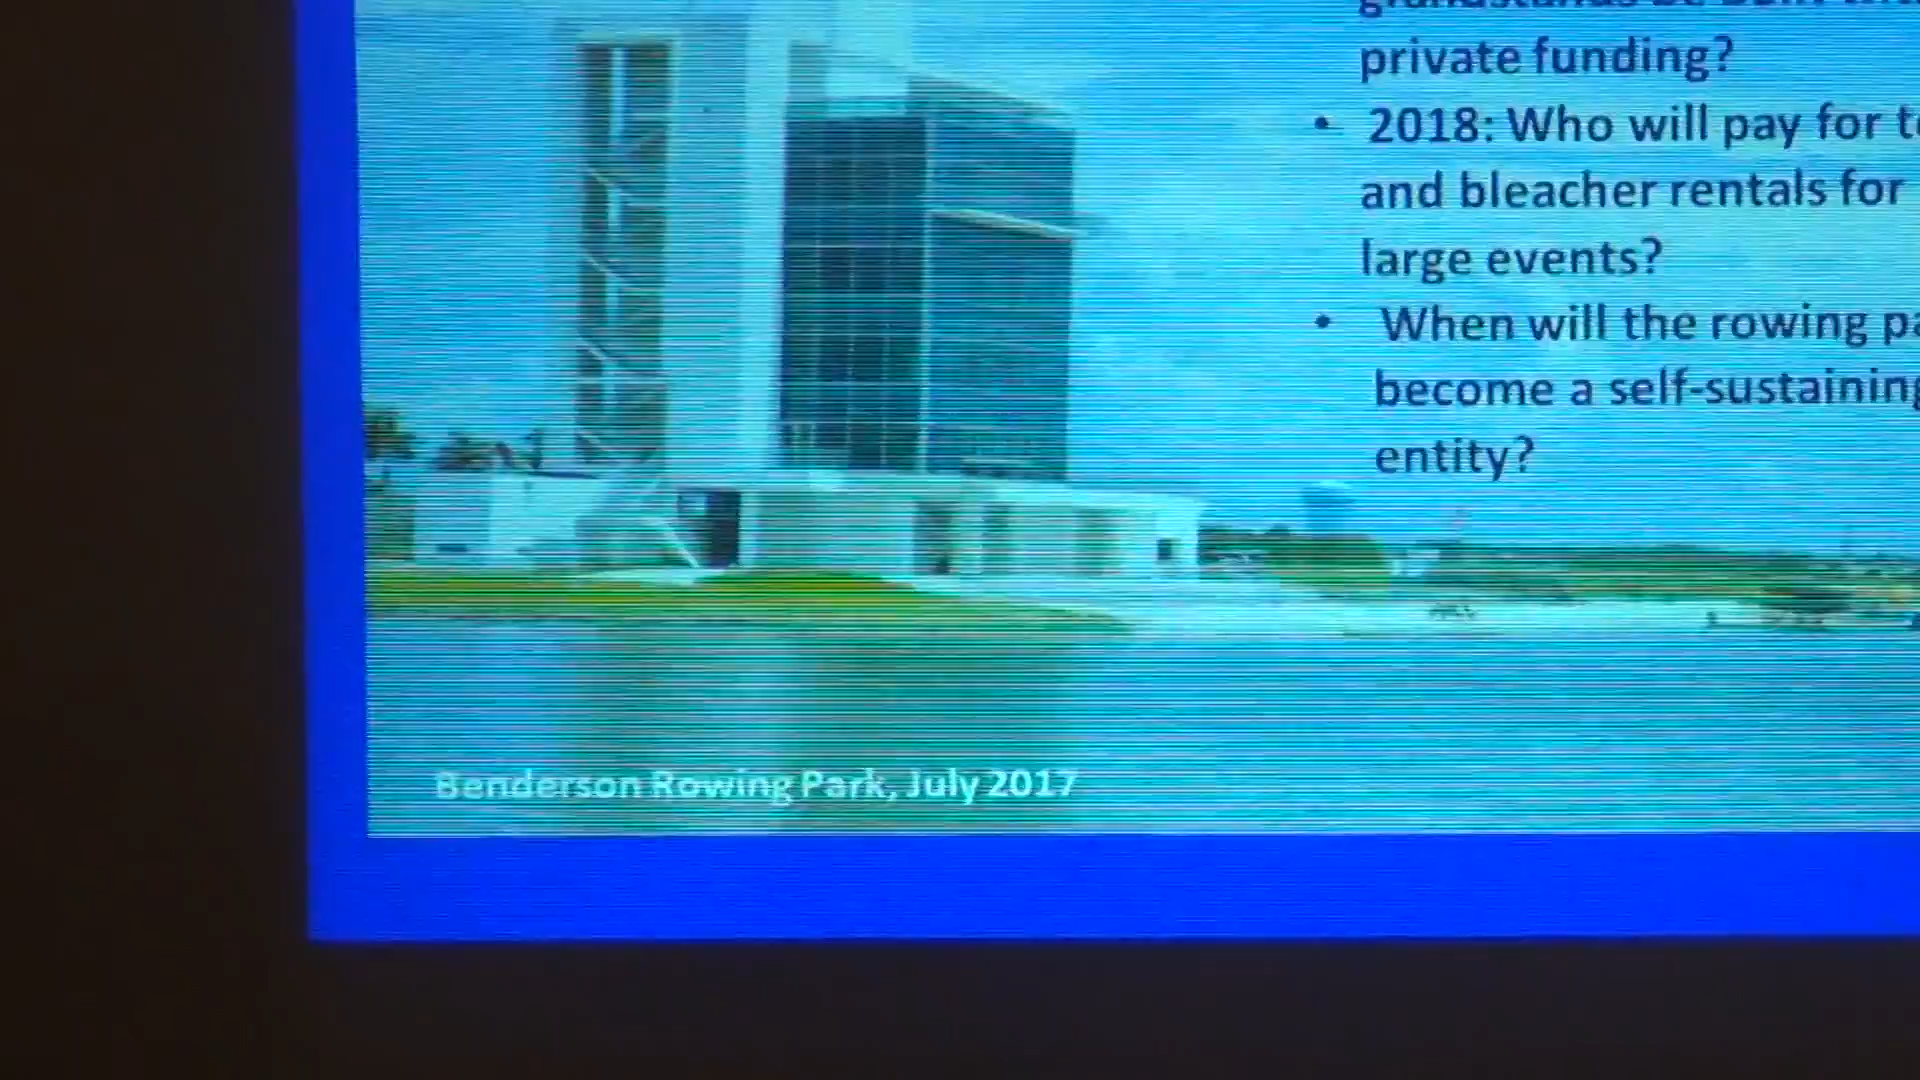 private funding?
• 2018: Who will pay for
and bleacher rentals for
large events?
• When will the rowing
become a self-sustaining
entity?
Benderson Rowing Park, July 2017